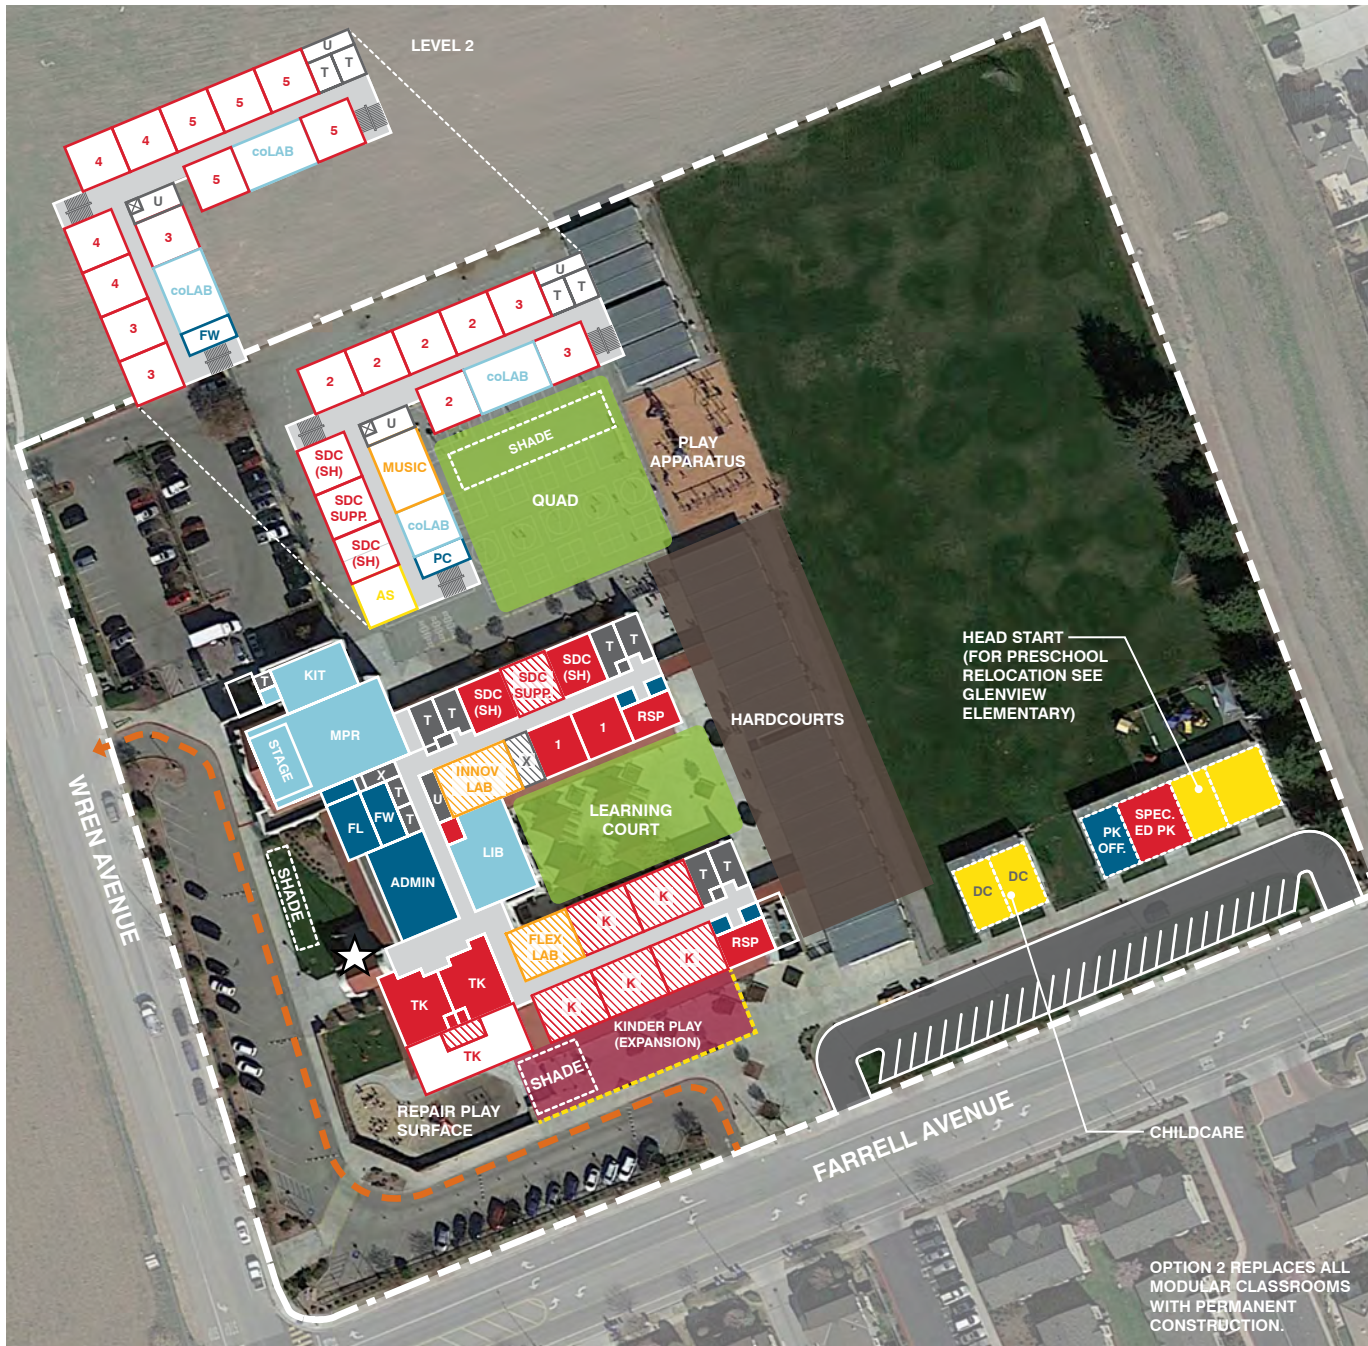 LEVEL 2
U
T
T
5
5
5
4
4
5
coLAB
5
U
3
coLAB
FW
4
4
3
3
U
T
T
3
2
2
2
2
3
coLAB
2
U
MUSIC
coLAB
PC
SDC
(SH)
SDC
SUPP.
SDC
(SH)
AS
SHADE
QUAD
PLAY
APPARATUS
HARDCOURTS
HEAD START
(FOR PRESCHOOL
RELOCATION SEE
GLENVIEW
ELEMENTARY)
KIT
T
MPR
STAGE
T
T
SDC
(SH)
SDC
SUPP.
SDC
(SH)
T
T
RSP
1
1
X
INNOV
LAB
U
X
T
T
FL
FW
ADMIN
LIB
LEARNING
COURT
SHADE
WREN AVENUE
T
T
K
K
FLEX
LAB
RSP
K
K
K
TK
TK
TK
KINDER PLAY
(EXPANSION)
SHADE
REPAIR PLAY
SURFACE
PK
OFF.
SPEC.
ED PK
DC
DC
CHILDCARE
FARRELL AVENUE
OPTION 2 REPLACES ALL
MODULAR CLASSROOMS
WITH PERMANENT
CONSTRUCTION.